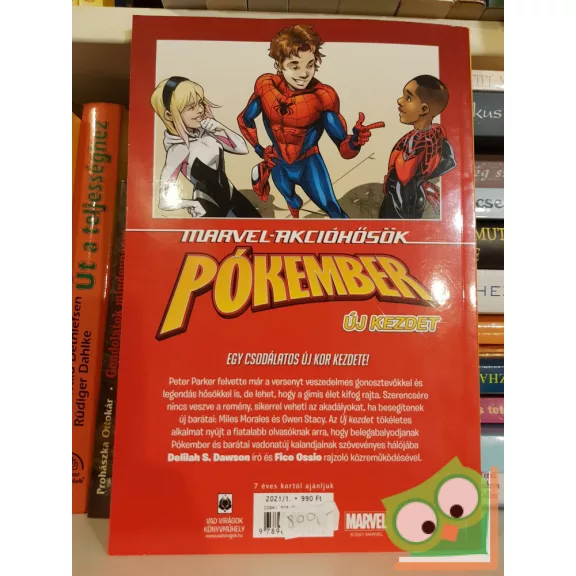 MARVEL-AKCIÓHŐSÖK
PÓKEMBER
ÚJ KEZDET
EGY CSODÁLATOS ÚJ KOR KEZDETE!
Peter Parker felvette már a versenyt veszedelmes gonosztevőkkel és
legendás hősökkel is, de lehet, hogy a gimis élet kifog rajta. Szerencsére
nincs veszve a remény, sikerrel veheti az akadályokat, ha besegítenek
új barátai: Miles Morales és Gwen Stacy. Az Új kezdet tökéletes
alkalmat nyújt a fiatalabb olvasóknak arra, hogy belegabalyodjanak
Pókember és barátai vadonatúj kalandjainak szövevényes hálójába
Delilah S. Dawson író és Fico Ossio rajzoló közreműködésével.
7 éves kortól ajánljuk
2021/1. • 990 Ft
800,-
VAD VIRÁGOK
KÖNYVMŰHELY
MARVEL
Ut a teljességhez
Dethlefsen
Rüdiger Dahlke
Prohászka Ottokár